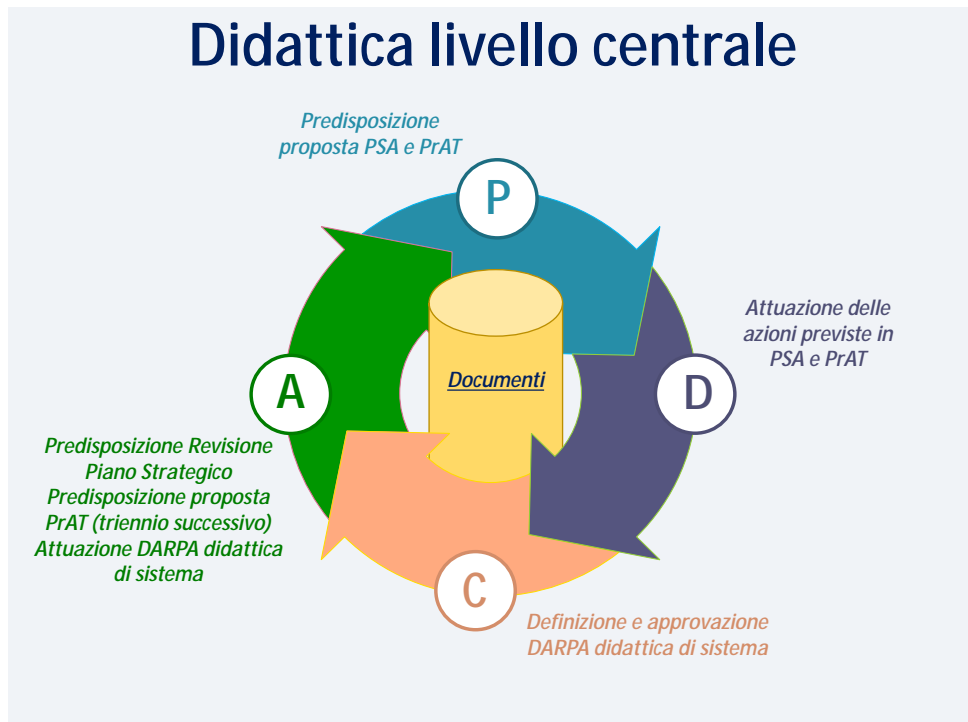 Didattica livello centrale
Predisposizione
proposta PSA e PrAT
P
Attuazione delle
azioni previste in
PSA e PrAT
D
Documenti
A
Predisposizione Revisione
Piano Strategico
Predisposizione proposta
PrAT (triennio successivo)
Attuazione DARPA didattica
di sistema
C
Definizione e approvazione
DARPA didattica di sistema